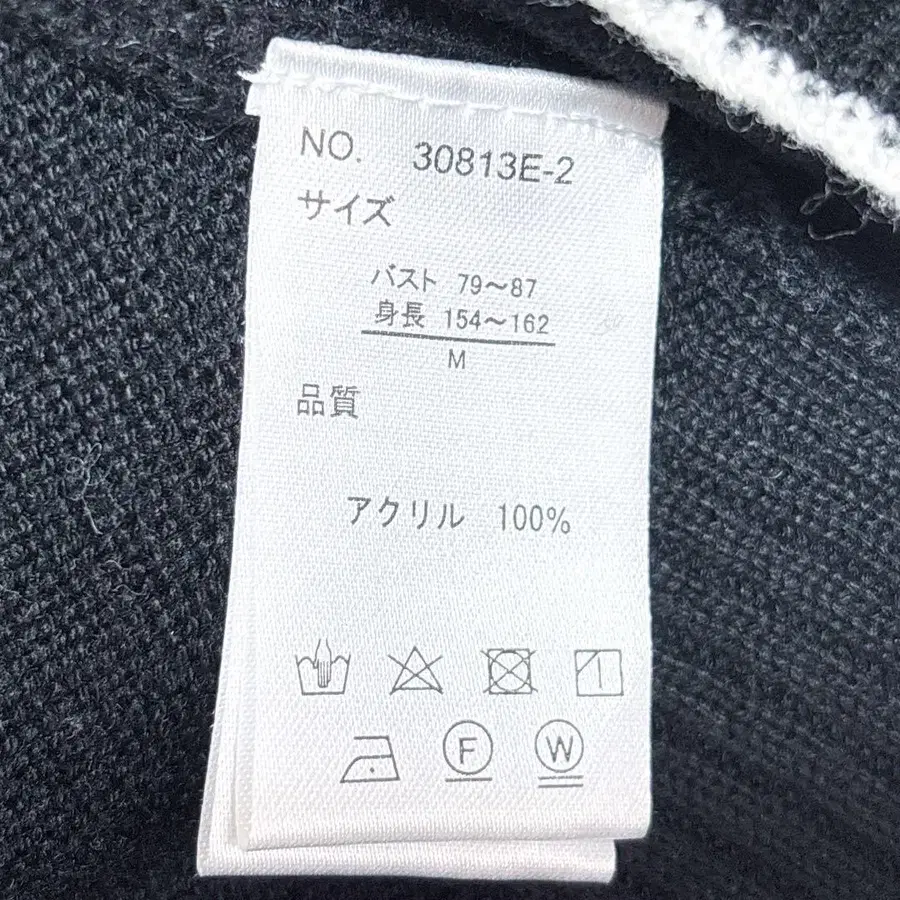 NO. 30813E-2
サイズ
バスト 79～87
身長 154～162
M
品質
アクリル 100%
F W